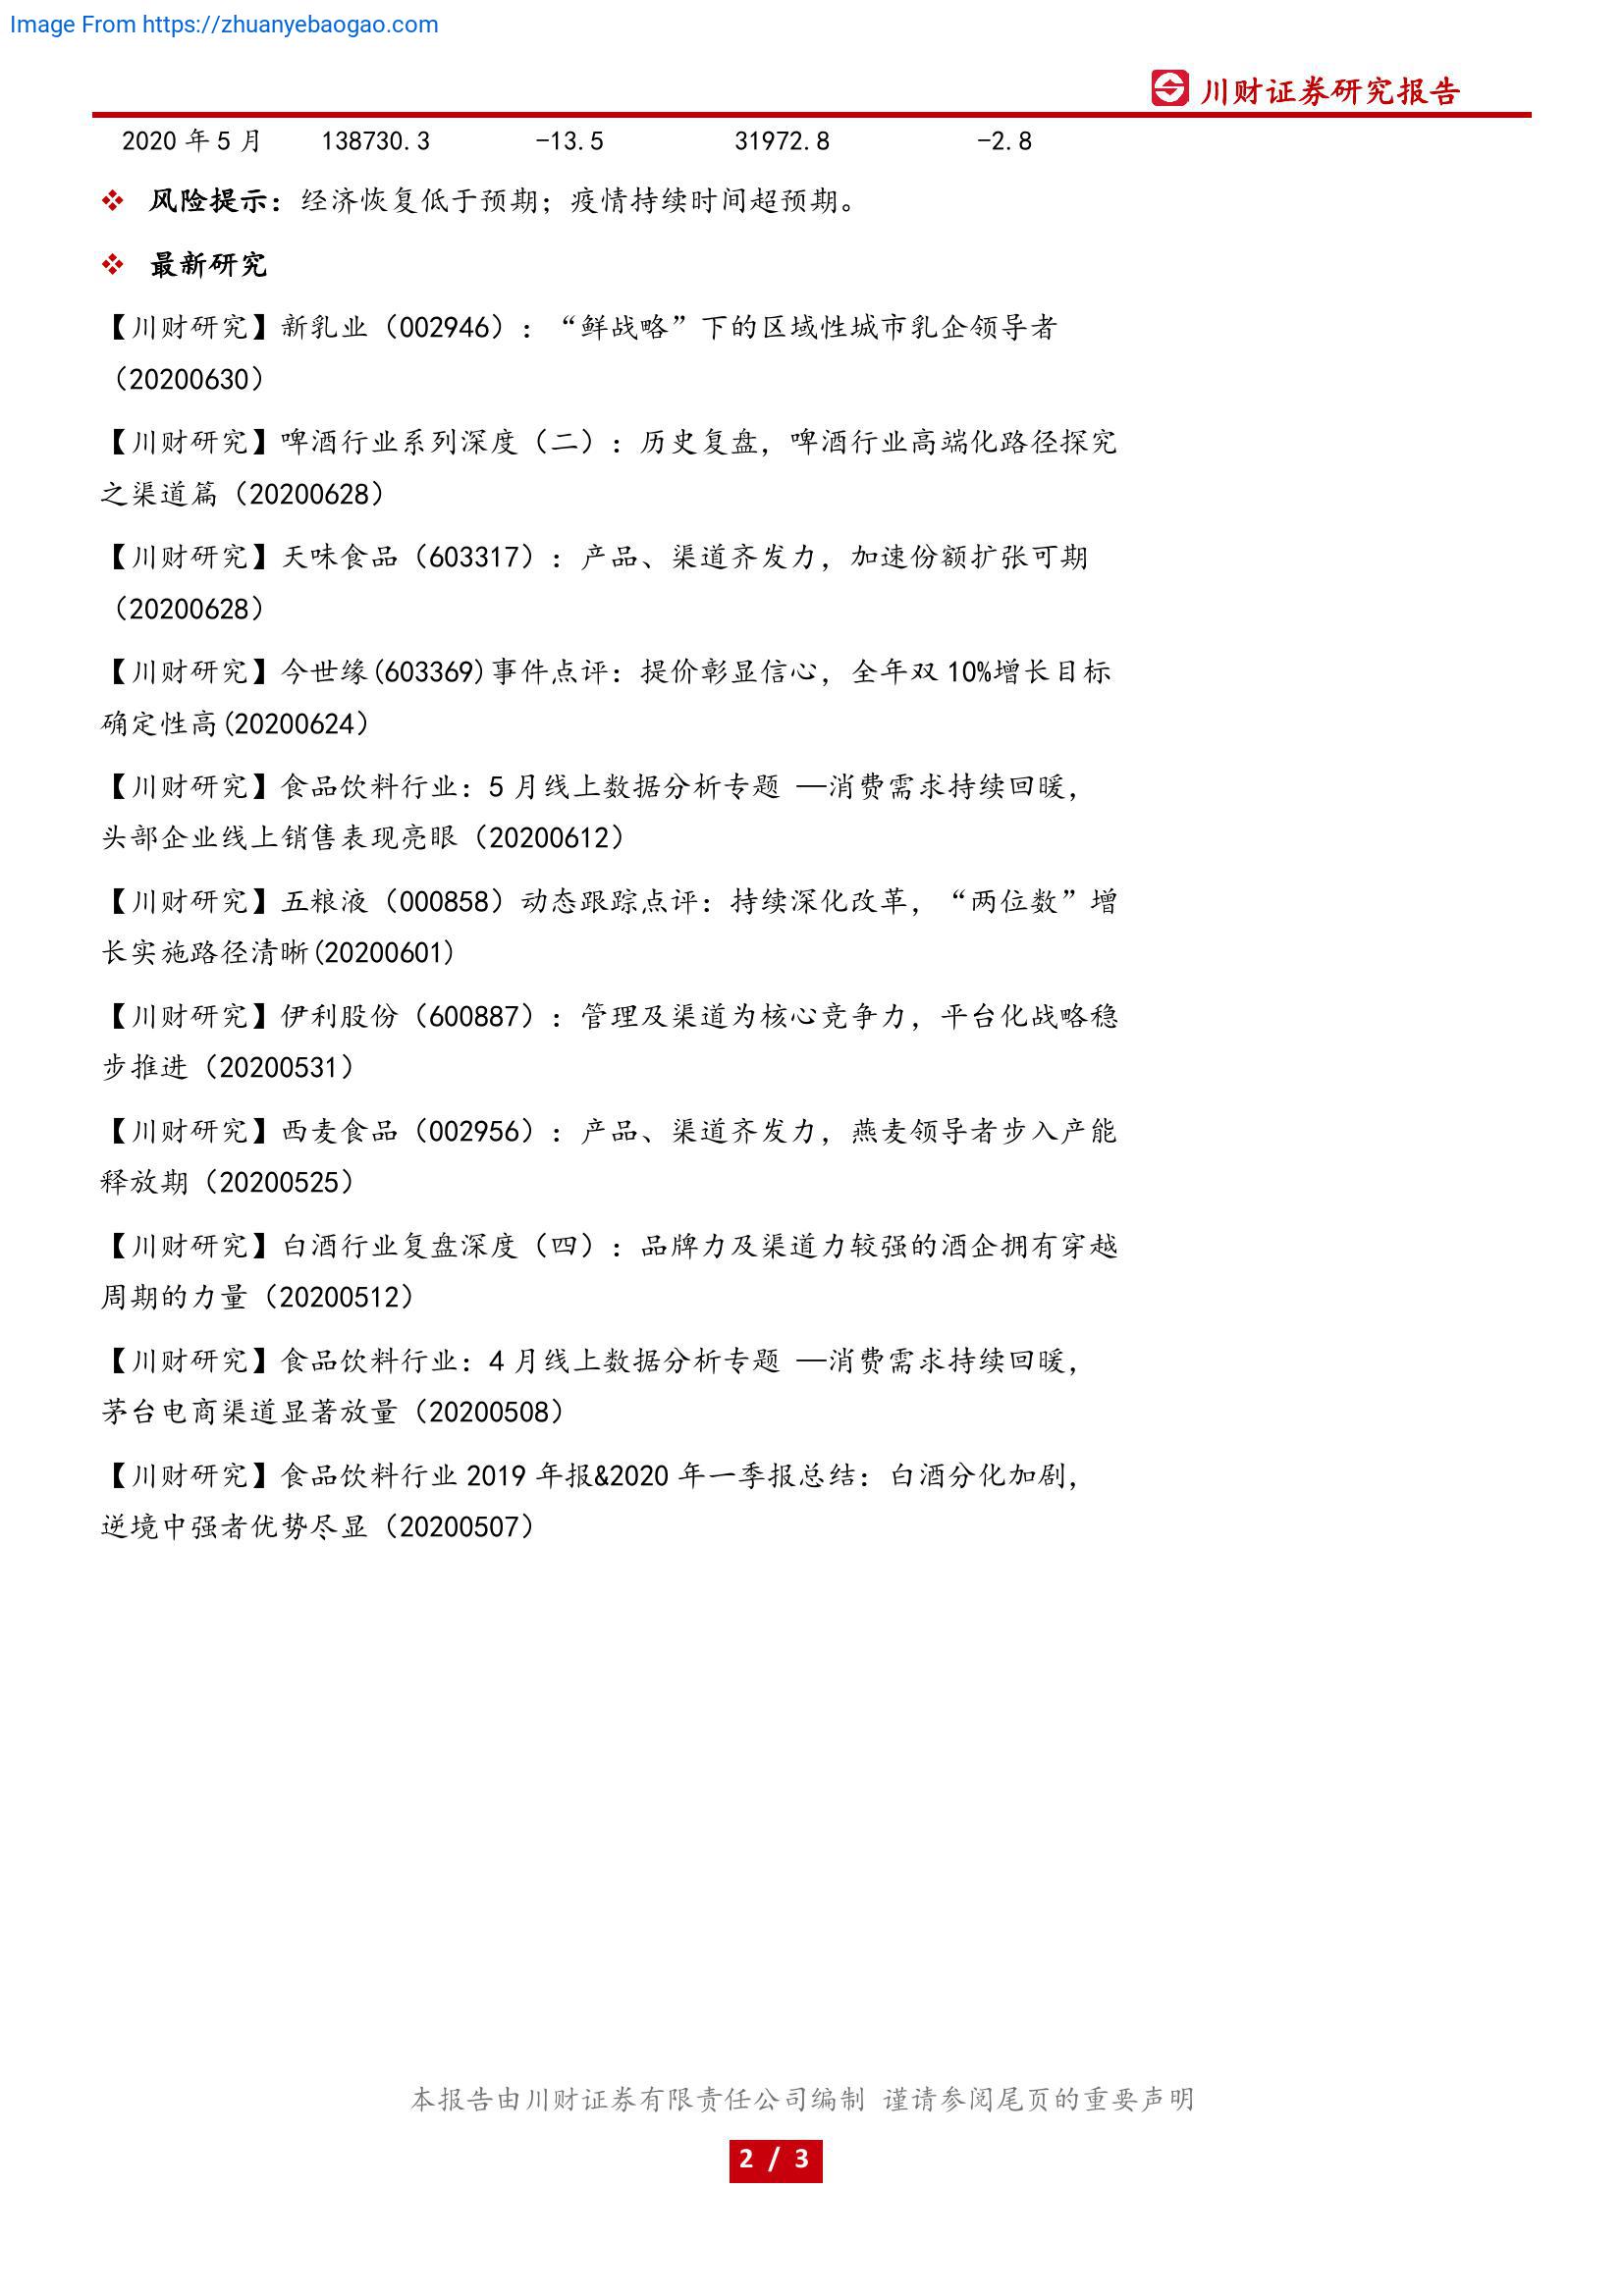 Image From https://zhuanyebaogao.com
川财证券研究报告
2020 年 5 月 138730.3 -13.5 31972.8 -2.8
❖ 风险提示：经济恢复低于预期；疫情持续时间超预期。
❖ 最新研究
【川财研究】新乳业（002946）：“鲜战略”下的区域性城市乳企领导者
（20200630）
【川财研究】啤酒行业系列深度（二）：历史复盘，啤酒行业高端化路径探究
之渠道篇（20200628）
【川财研究】天味食品（603317）：产品、渠道齐发力，加速份额扩张可期
（20200628）
【川财研究】今世缘(603369)事件点评：提价彰显信心，全年双 10%增长目标
确定性高(20200624）
【川财研究】食品饮料行业：5 月线上数据分析专题 —消费需求持续回暖，
头部企业线上销售表现亮眼（20200612）
【川财研究】五粮液（000858）动态跟踪点评：持续深化改革，“两位数”增
长实施路径清晰(20200601)
【川财研究】伊利股份（600887）：管理及渠道为核心竞争力，平台化战略稳
步推进（20200531）
【川财研究】西麦食品（002956）：产品、渠道齐发力，燕麦领导者步入产能
释放期（20200525）
【川财研究】白酒行业复盘深度（四）：品牌力及渠道力较强的酒企拥有穿越
周期的力量（20200512）
【川财研究】食品饮料行业：4 月线上数据分析专题 —消费需求持续回暖，
茅台电商渠道显著放量（20200508）
【川财研究】食品饮料行业 2019 年报&2020 年一季报总结：白酒分化加剧，
逆境中强者优势尽显（20200507）
本报告由川财证券有限责任公司编制 谨请参阅尾页的重要声明
2 / 3